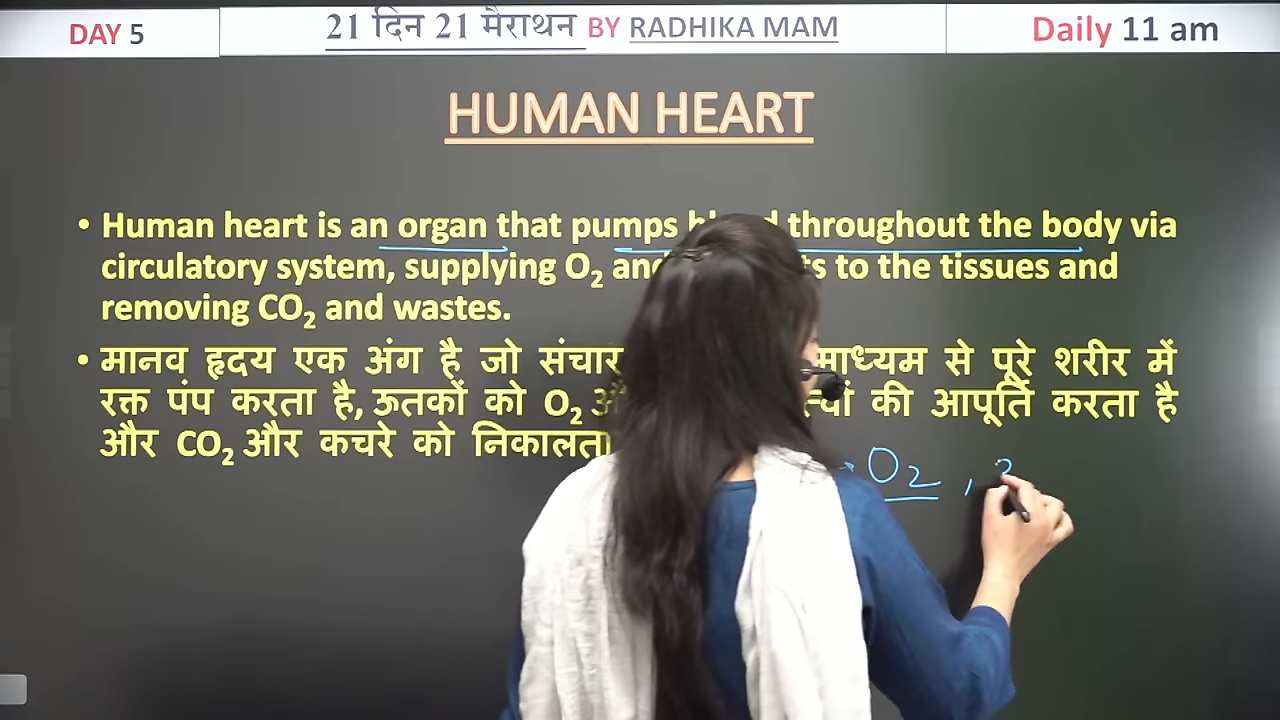 DAY 5
21 दिन 21 मैराथन BY RADHIKA MAM
Daily 11 am
HUMAN HEART
• Human heart is an organ that pumps throughout the body via
circulatory system, supplying O₂ to the tissues and
removing CO₂ and wastes.
• मानव हृदय एक अंग है जो संचार माध्यम से पूरे शरीर में
रक्त पंप करता है, ऊतकों को O₂ की आपूर्ति करता है
और CO₂ और कचरे को निकालता
O₂ ,